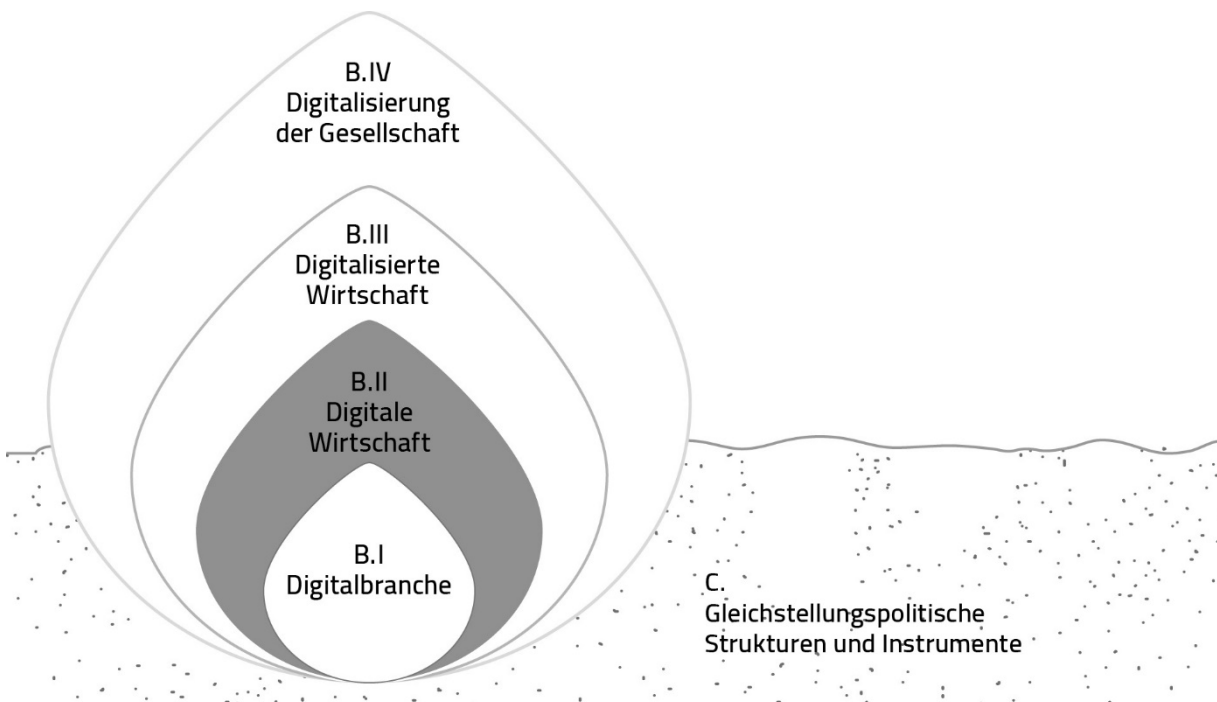 B.IV
Digitalisierung
der Gesellschaft
B.III
Digitalisierte
Wirtschaft
B.II
Digitale
Wirtschaft
B.I
Digitalbranche
C.
Gleichstellungspolitische
Strukturen und Instrumente